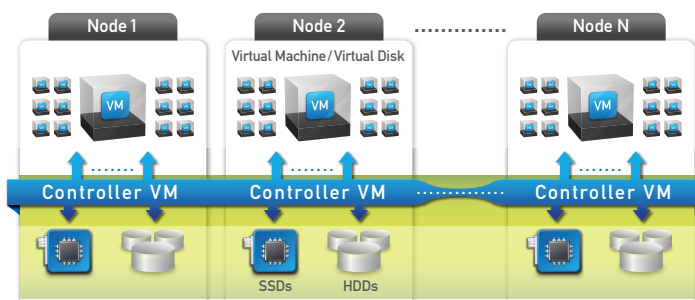 Node 1
Node 2
Node N
Virtual Machine/Virtual Disk
VM
VM
VM
Controller VM
Controller VM
Controller VM
SSDs
HDDs